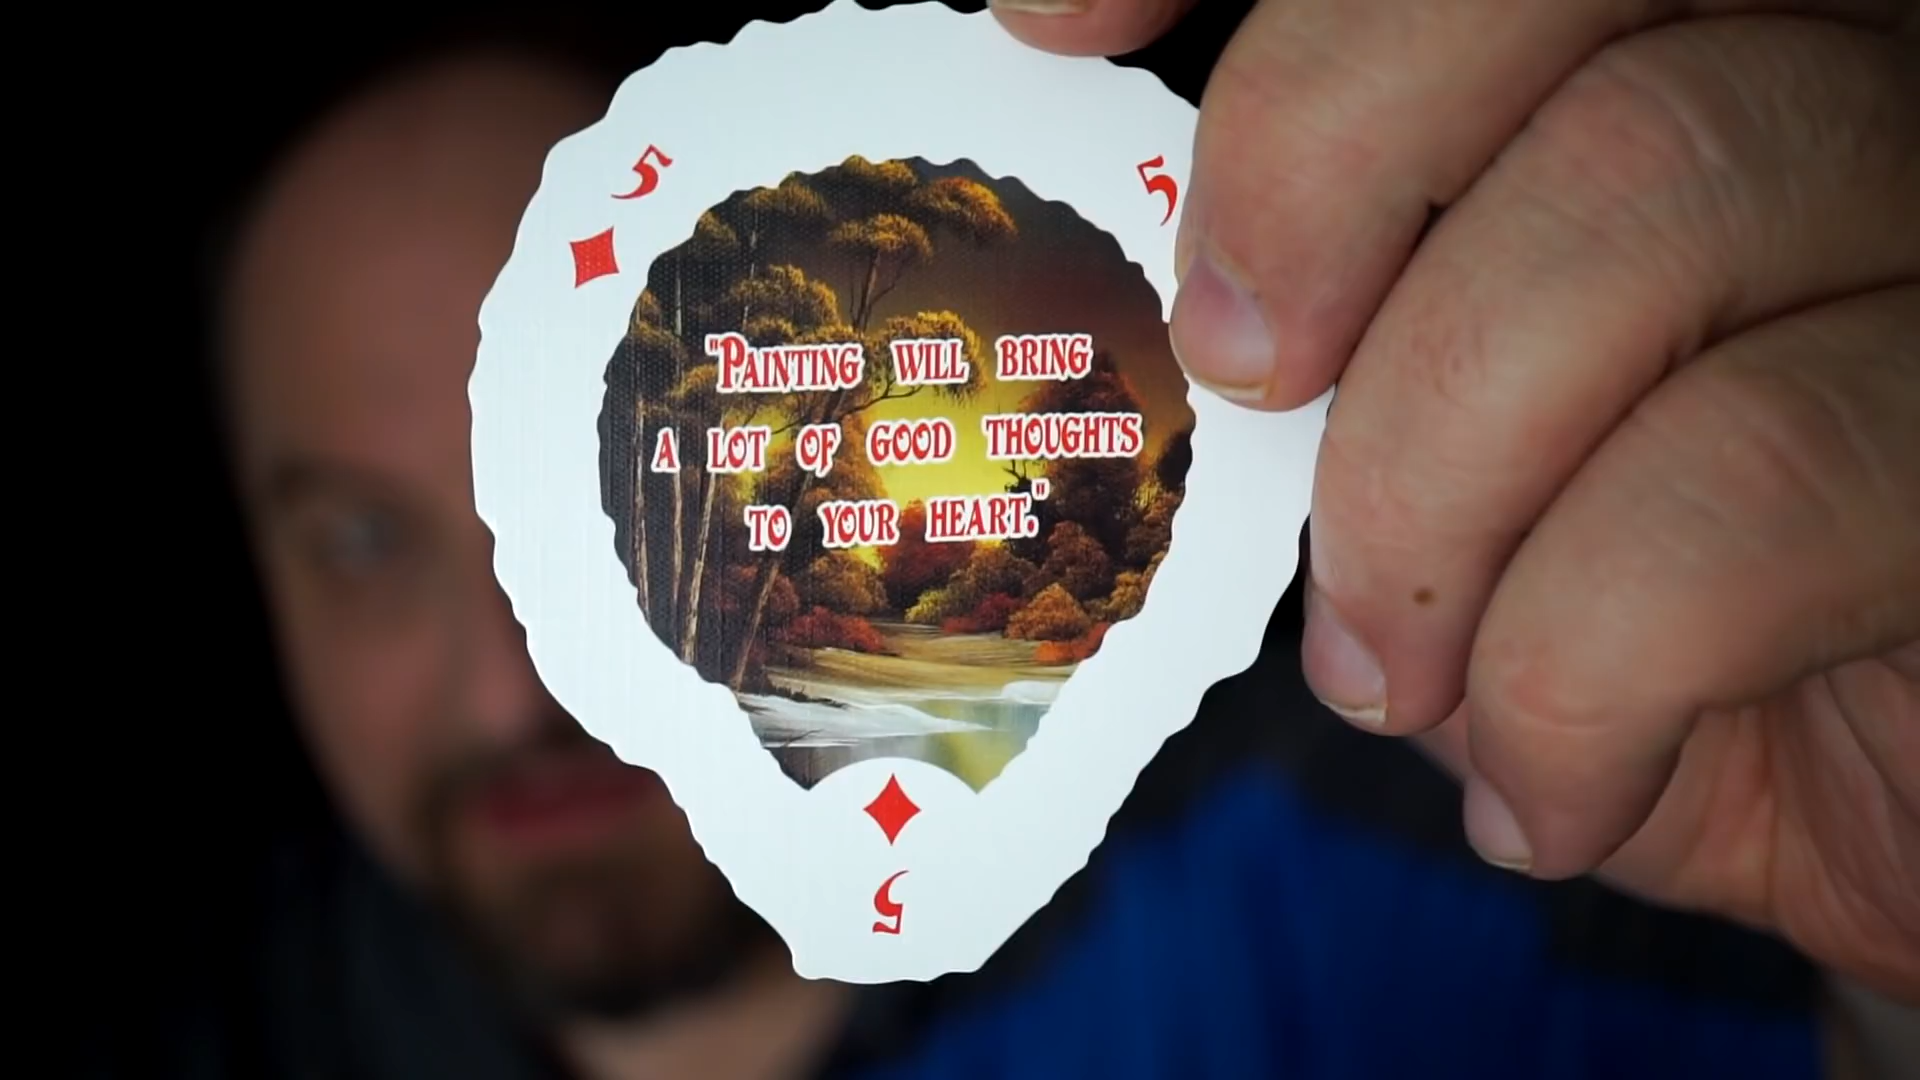 5 5
"PAINTING WILL BRING
A LOT OF GOOD THOUGHTS
TO YOUR HEART."
5